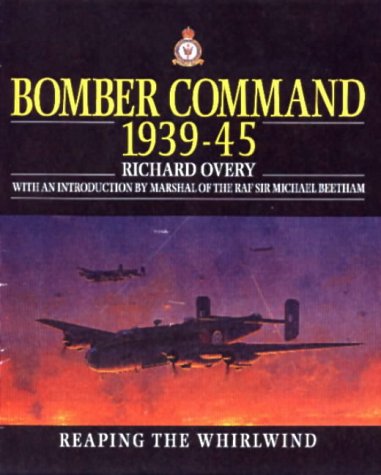 BOMBER COMMAND
1939-45
RICHARD OVERY
WITH AN INTRODUCTION BY MARSHAL OF THE RAF SIR MICHAEL BEETHAM
REAPING THE WHIRLWIND